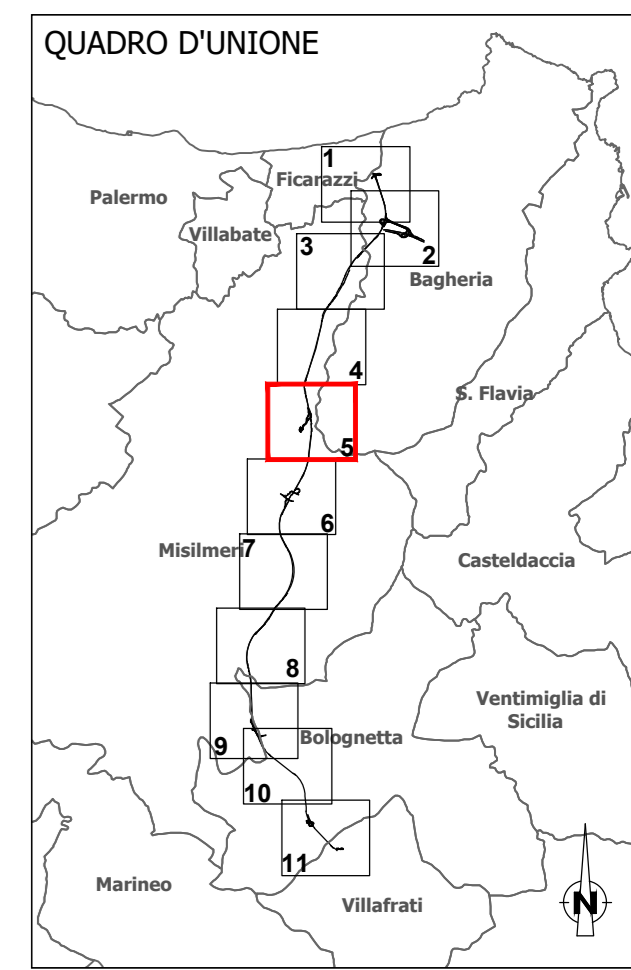 QUADRO D'UNIONE
1
Ficarazzi
Palermo
Villabate
3
2
Bagheria
4
S. Flavia
5
6
Misilmeri
7
Casteldaccia
8
Ventimiglia di
Sicilia
9
Bolognetta
10
11
Marineo
Villafrati
N